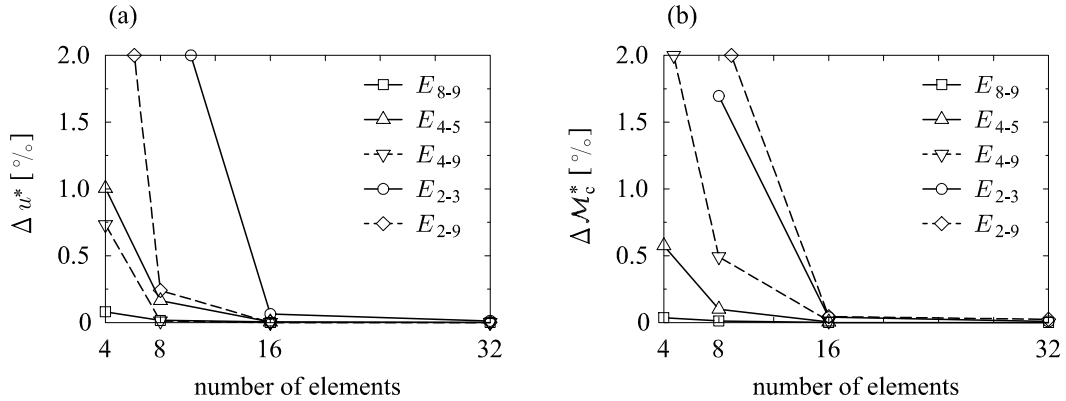 (a)
2.0
1.5
1.0
0.5
0
Δ u* [%]
4 8 16 32
number of elements
E8-9
E4-5
E4-9
E2-3
E2-9
(b)
2.0
1.5
1.0
0.5
0
Δ ℳc* [%]
4 8 16 32
number of elements
E8-9
E4-5
E4-9
E2-3
E2-9